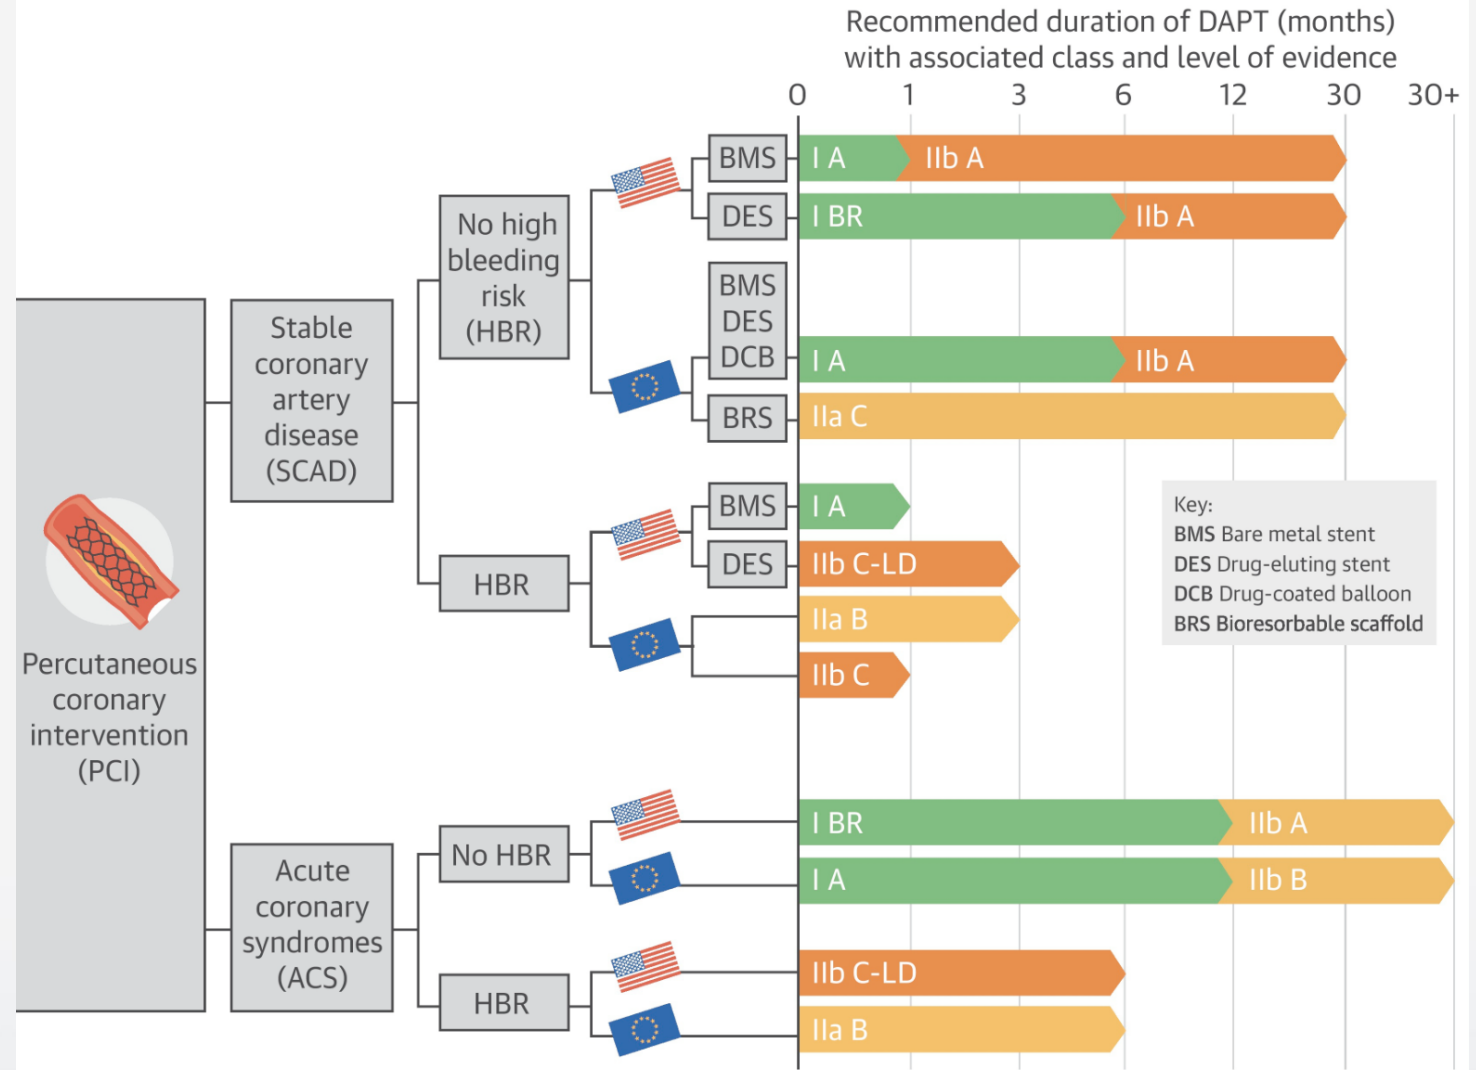 Recommended duration of DAPT (months)
with associated class and level of evidence
0 1 3 6 12 30 30+
Percutaneous
coronary
intervention
(PCI)
Stable
coronary
artery
disease
(SCAD)
No high
bleeding
risk
(HBR)
BMS
I A IIb A
DES
I BR IIb A
BMS
DES
DCB
I A IIb A
BRS
IIa C
HBR
BMS
I A
DES
IIb C-LD
IIa B
IIb C
Key:
BMS Bare metal stent
DES Drug-eluting stent
DCB Drug-coated balloon
BRS Bioresorbable scaffold
Acute
coronary
syndromes
(ACS)
No HBR
I BR IIb A
I A IIb B
HBR
IIb C-LD
IIa B